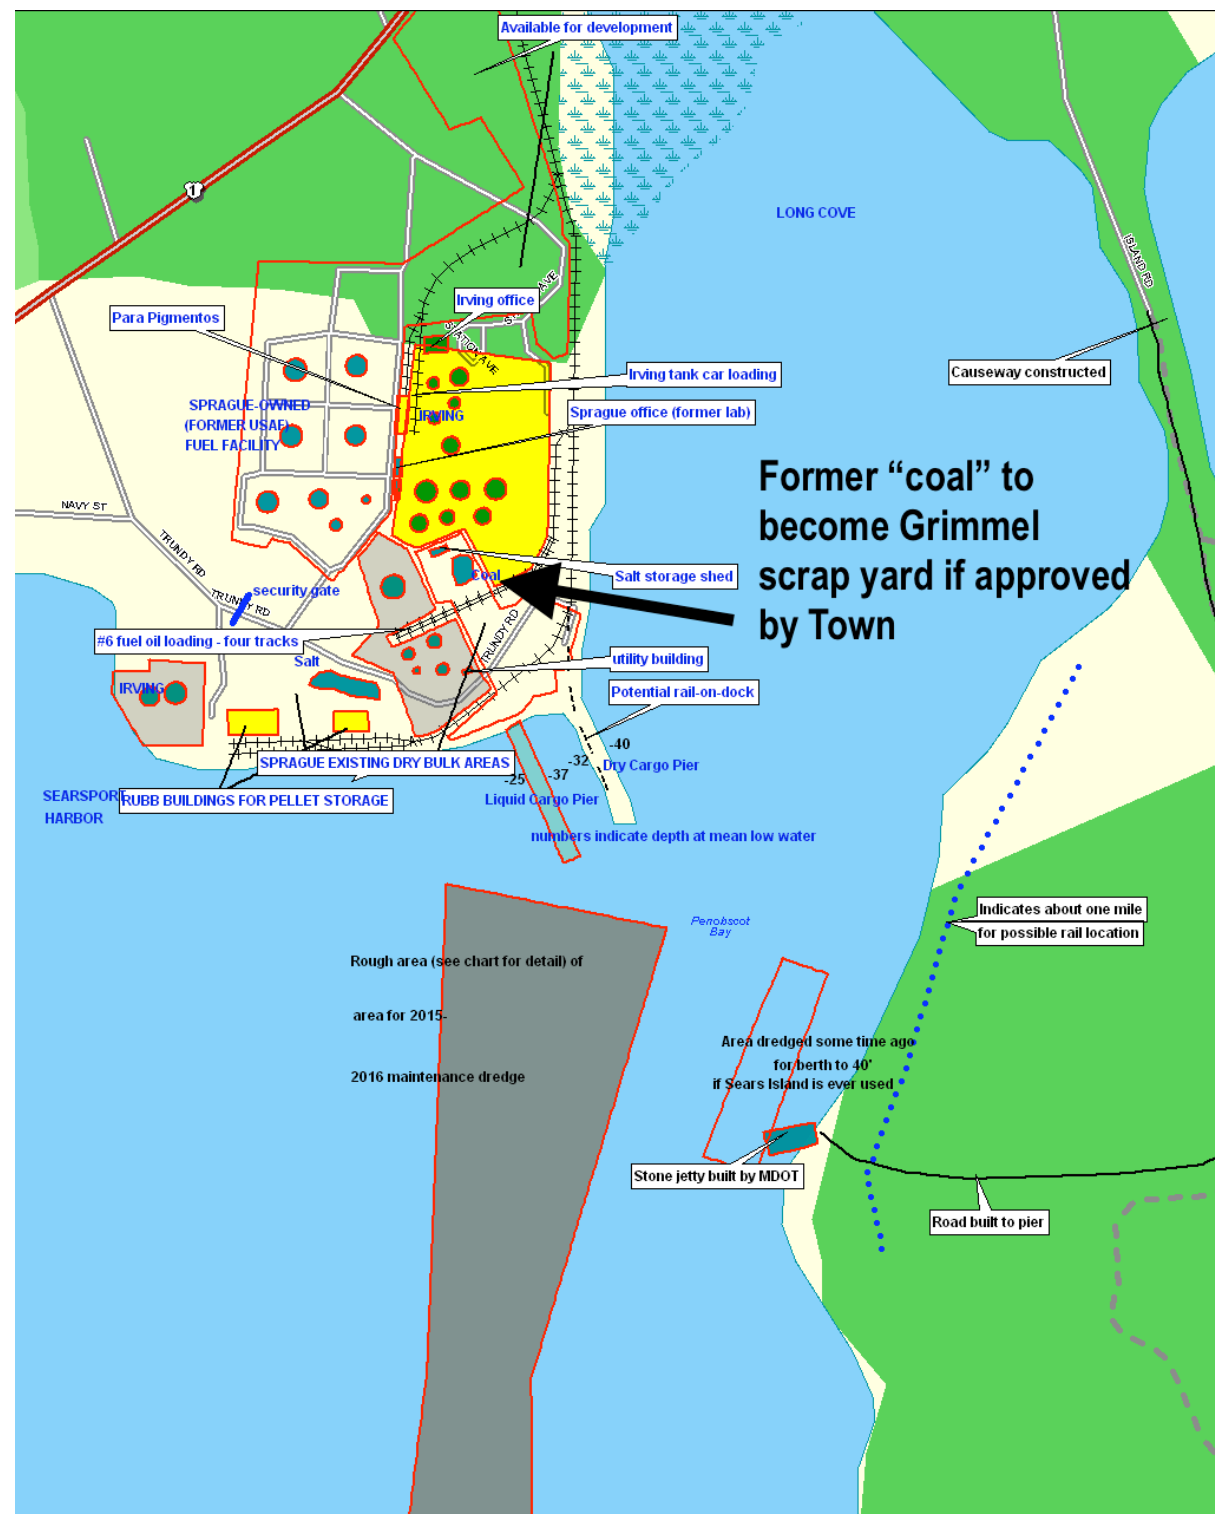 Available for development
1
LONG COVE
ISLAND RD
Irving office
Para Pigmentos
STATION AVE
AVE
Causeway constructed
Irving tank car loading
SPRAGUE-OWNED
(FORMER USAF)
FUEL FACILITY
IRVING
Sprague office (former lab)
Former “coal” to
become Grimmel
scrap yard if approved
by Town
NAVY ST
TRUNDY RD
Coal
Salt storage shed
security gate
TRUNDY RD
#6 fuel oil loading - four tracks
TRUNDY RD
Salt
utility building
IRVING
Potential rail-on-dock
-40
-32
-37
-25
Dry Cargo Pier
SPRAGUE EXISTING DRY BULK AREAS
Liquid Cargo Pier
SEARSPORT
HARBOR
RUBB BUILDINGS FOR PELLET STORAGE
numbers indicate depth at mean low water
Penobscot
Bay
Indicates about one mile
for possible rail location
Rough area (see chart for detail) of
area for 2015-
2016 maintenance dredge
Area dredged some time ago
for berth to 40'
if Sears Island is ever used
Stone jetty built by MDOT
Road built to pier